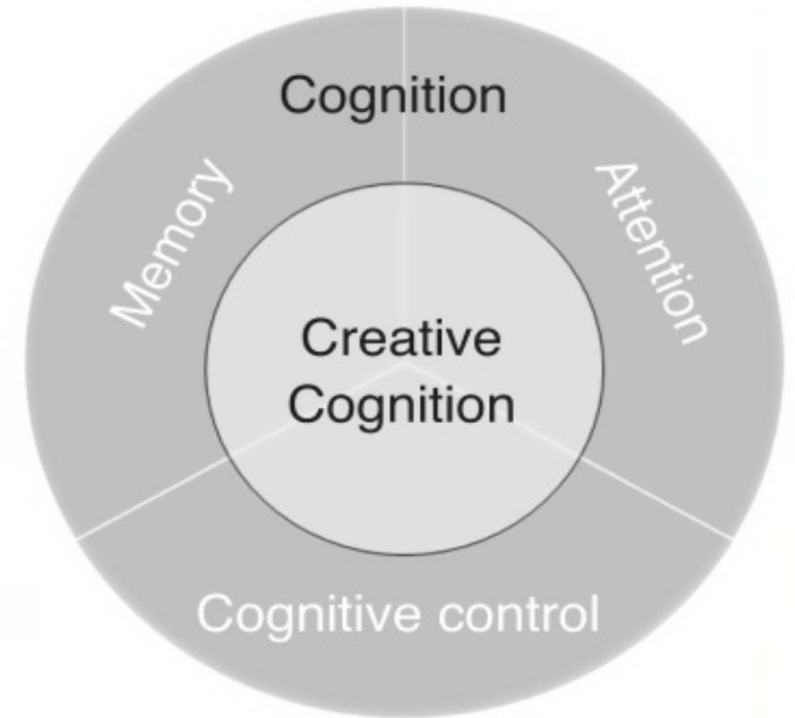 Cognition
Memory
Attention
Creative
Cognition
Cognitive control